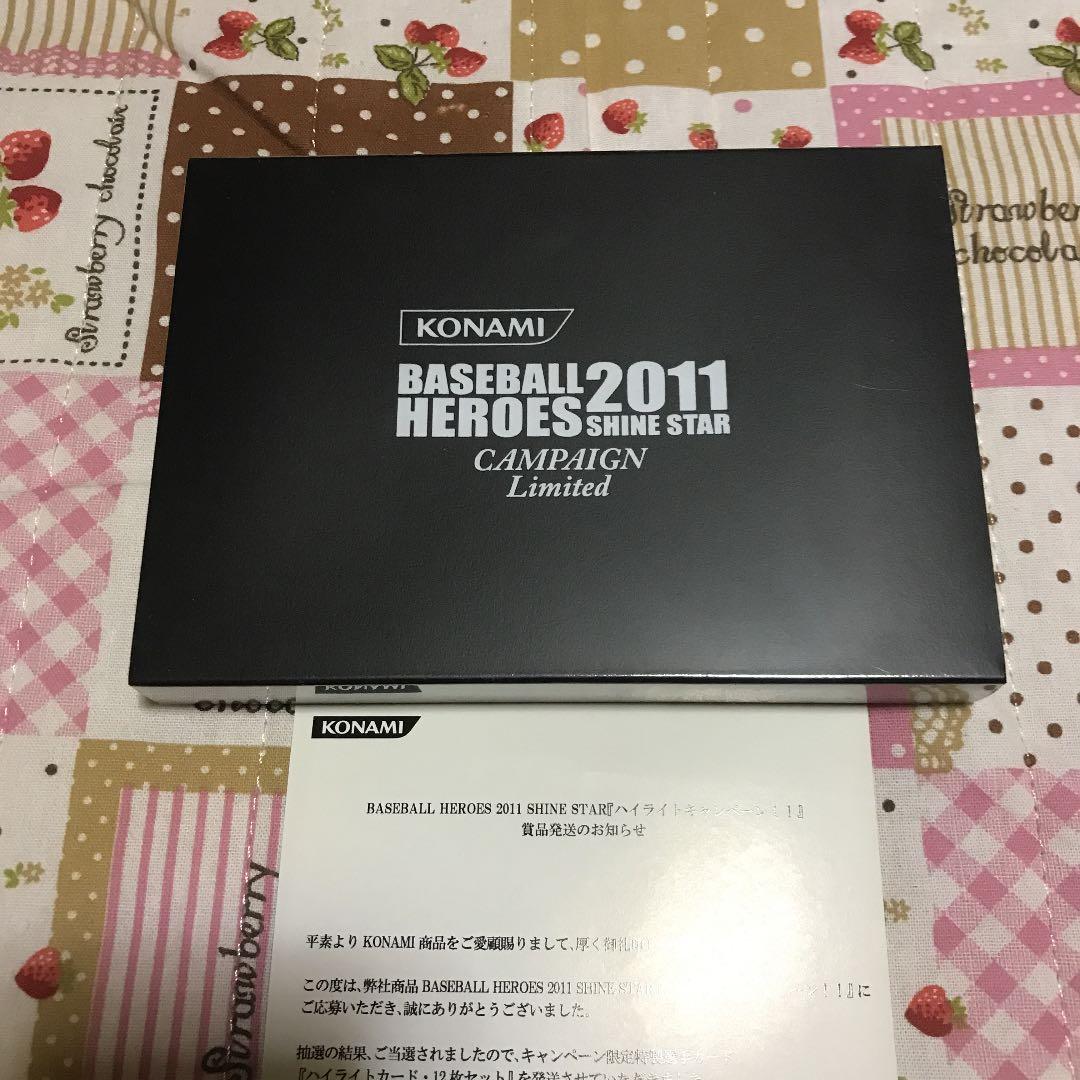 Strawberry chocolate
Strawber
chocola
KONAMI
BASEBALL 2011
HEROES SHINE STAR
CAMPAIGN
Limited
KONAMI
KONAMI
BASEBALL HEROES 2011 SHINE STAR『ハイライトキャンペーン!!』
賞品発送のお知らせ
平素より KONAMI 商品をご愛顧賜りまして、厚く御礼
この度は、弊社商品 BASEBALL HEROES 2011 SHINE STAR !!』に
ご応募いただき、誠にありがとうございました。
抽選の結果、ご当選されましたので、キャンペーン限定
『ハイライトカード・12枚セット』を発送させていただきました
Strawberry